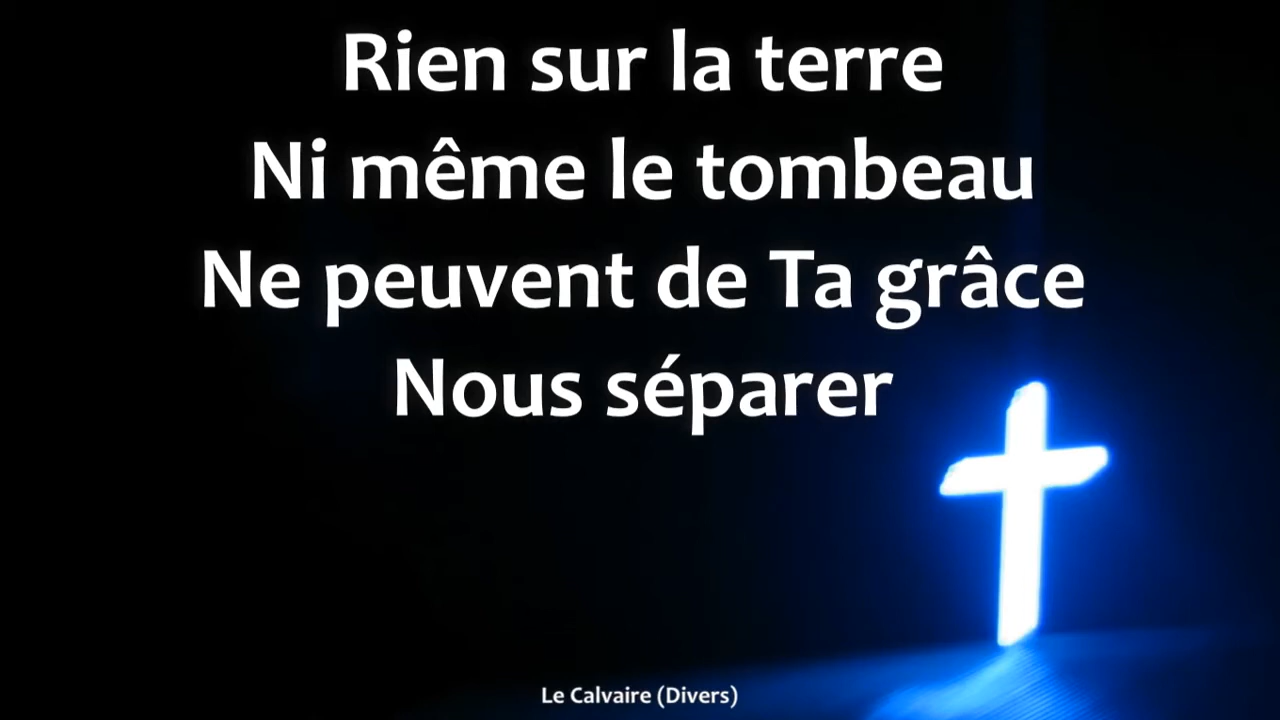 Rien sur la terre
Ni même le tombeau
Ne peuvent de Ta grâce
Nous séparer
Le Calvaire (Divers)